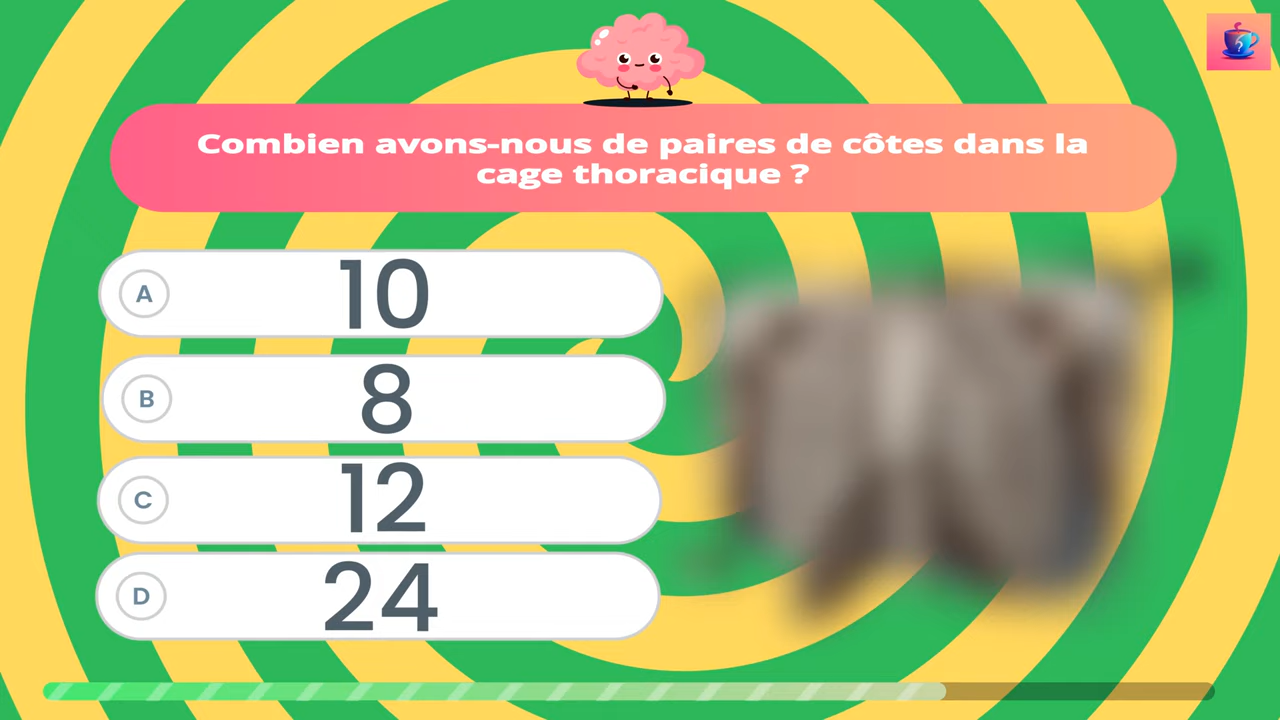 Combien avons-nous de paires de côtes dans la
cage thoracique ?
A 10
B 8
C 12
D 24